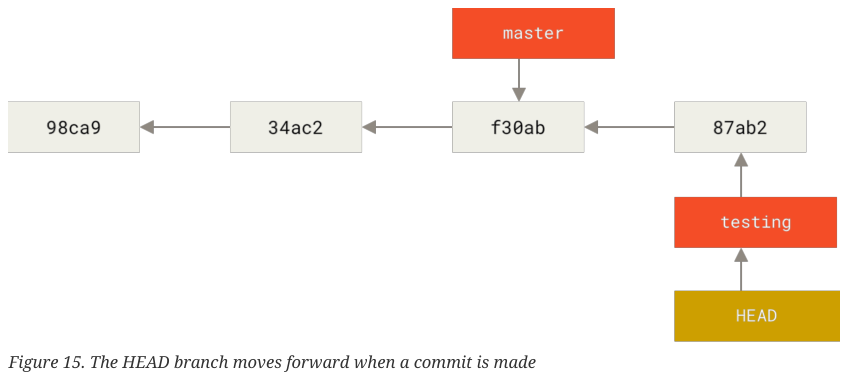 master
98ca9
34ac2
f30ab
87ab2
testing
HEAD
Figure 15. The HEAD branch moves forward when a commit is made